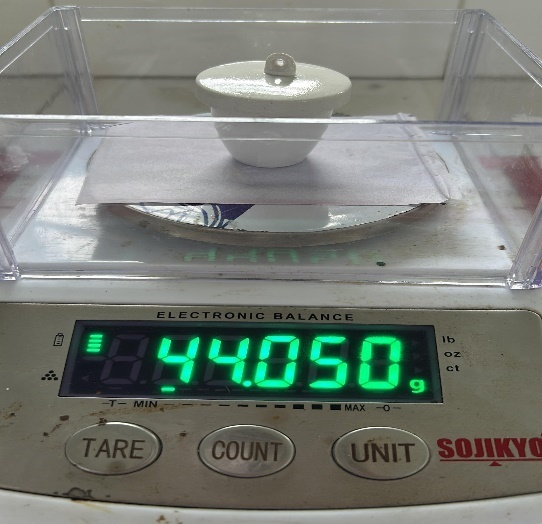 ELECTRONIC BALANCE
44.050 g
lb
oz
ct
-T- MIN MAX -O-
TARE COUNT UNIT SOJIKYO